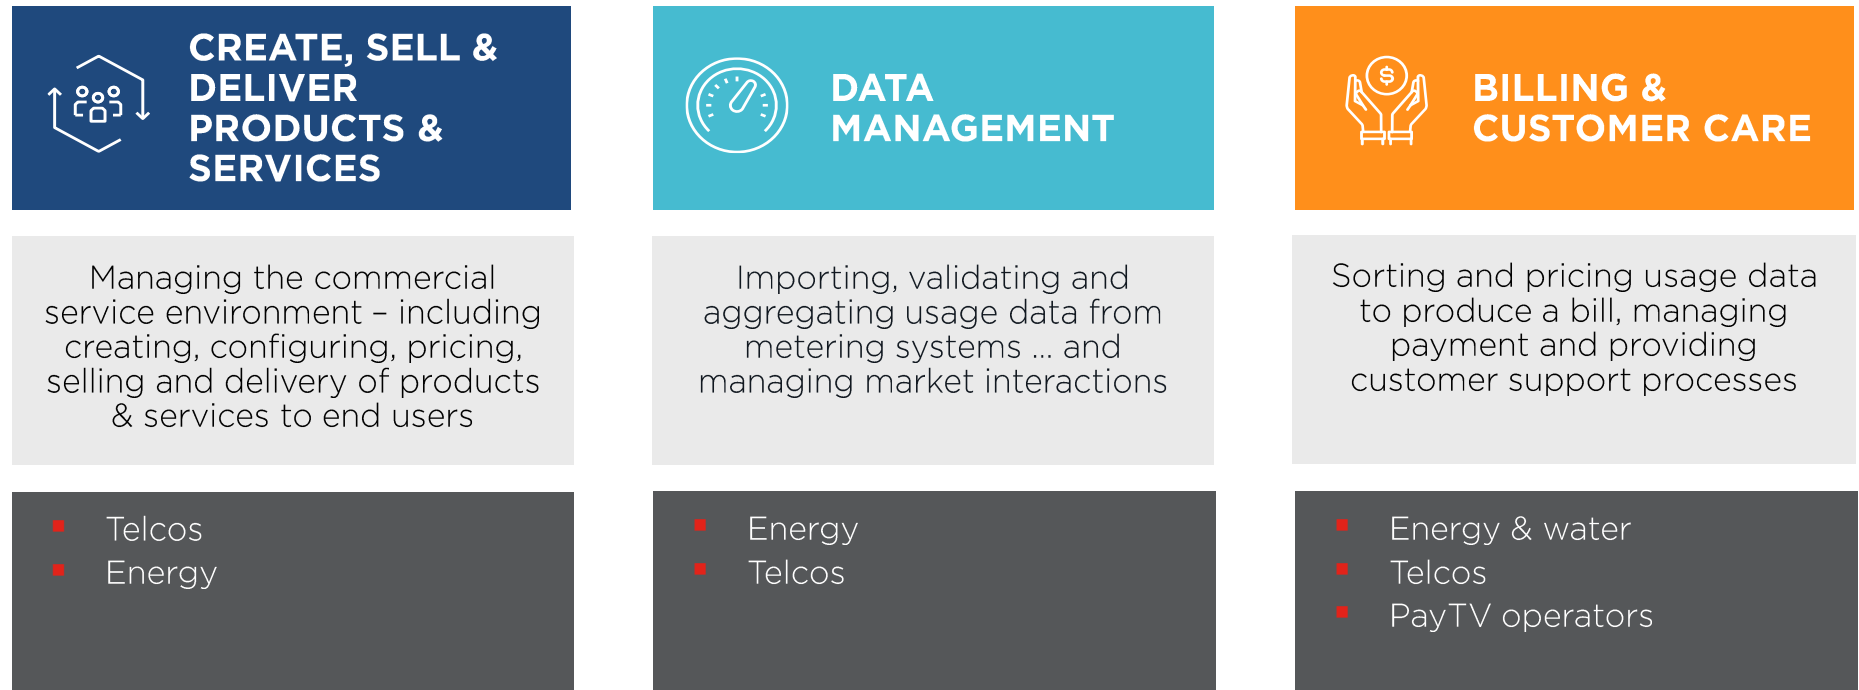 CREATE, SELL &
DELIVER
PRODUCTS &
SERVICES
Managing the commercial
service environment – including
creating, configuring, pricing,
selling and delivery of products
& services to end users
Telcos
Energy
DATA
MANAGEMENT
Importing, validating and
aggregating usage data from
metering systems ... and
managing market interactions
Energy
Telcos
$
BILLING &
CUSTOMER CARE
Sorting and pricing usage data
to produce a bill, managing
payment and providing
customer support processes
Energy & water
Telcos
PayTV operators